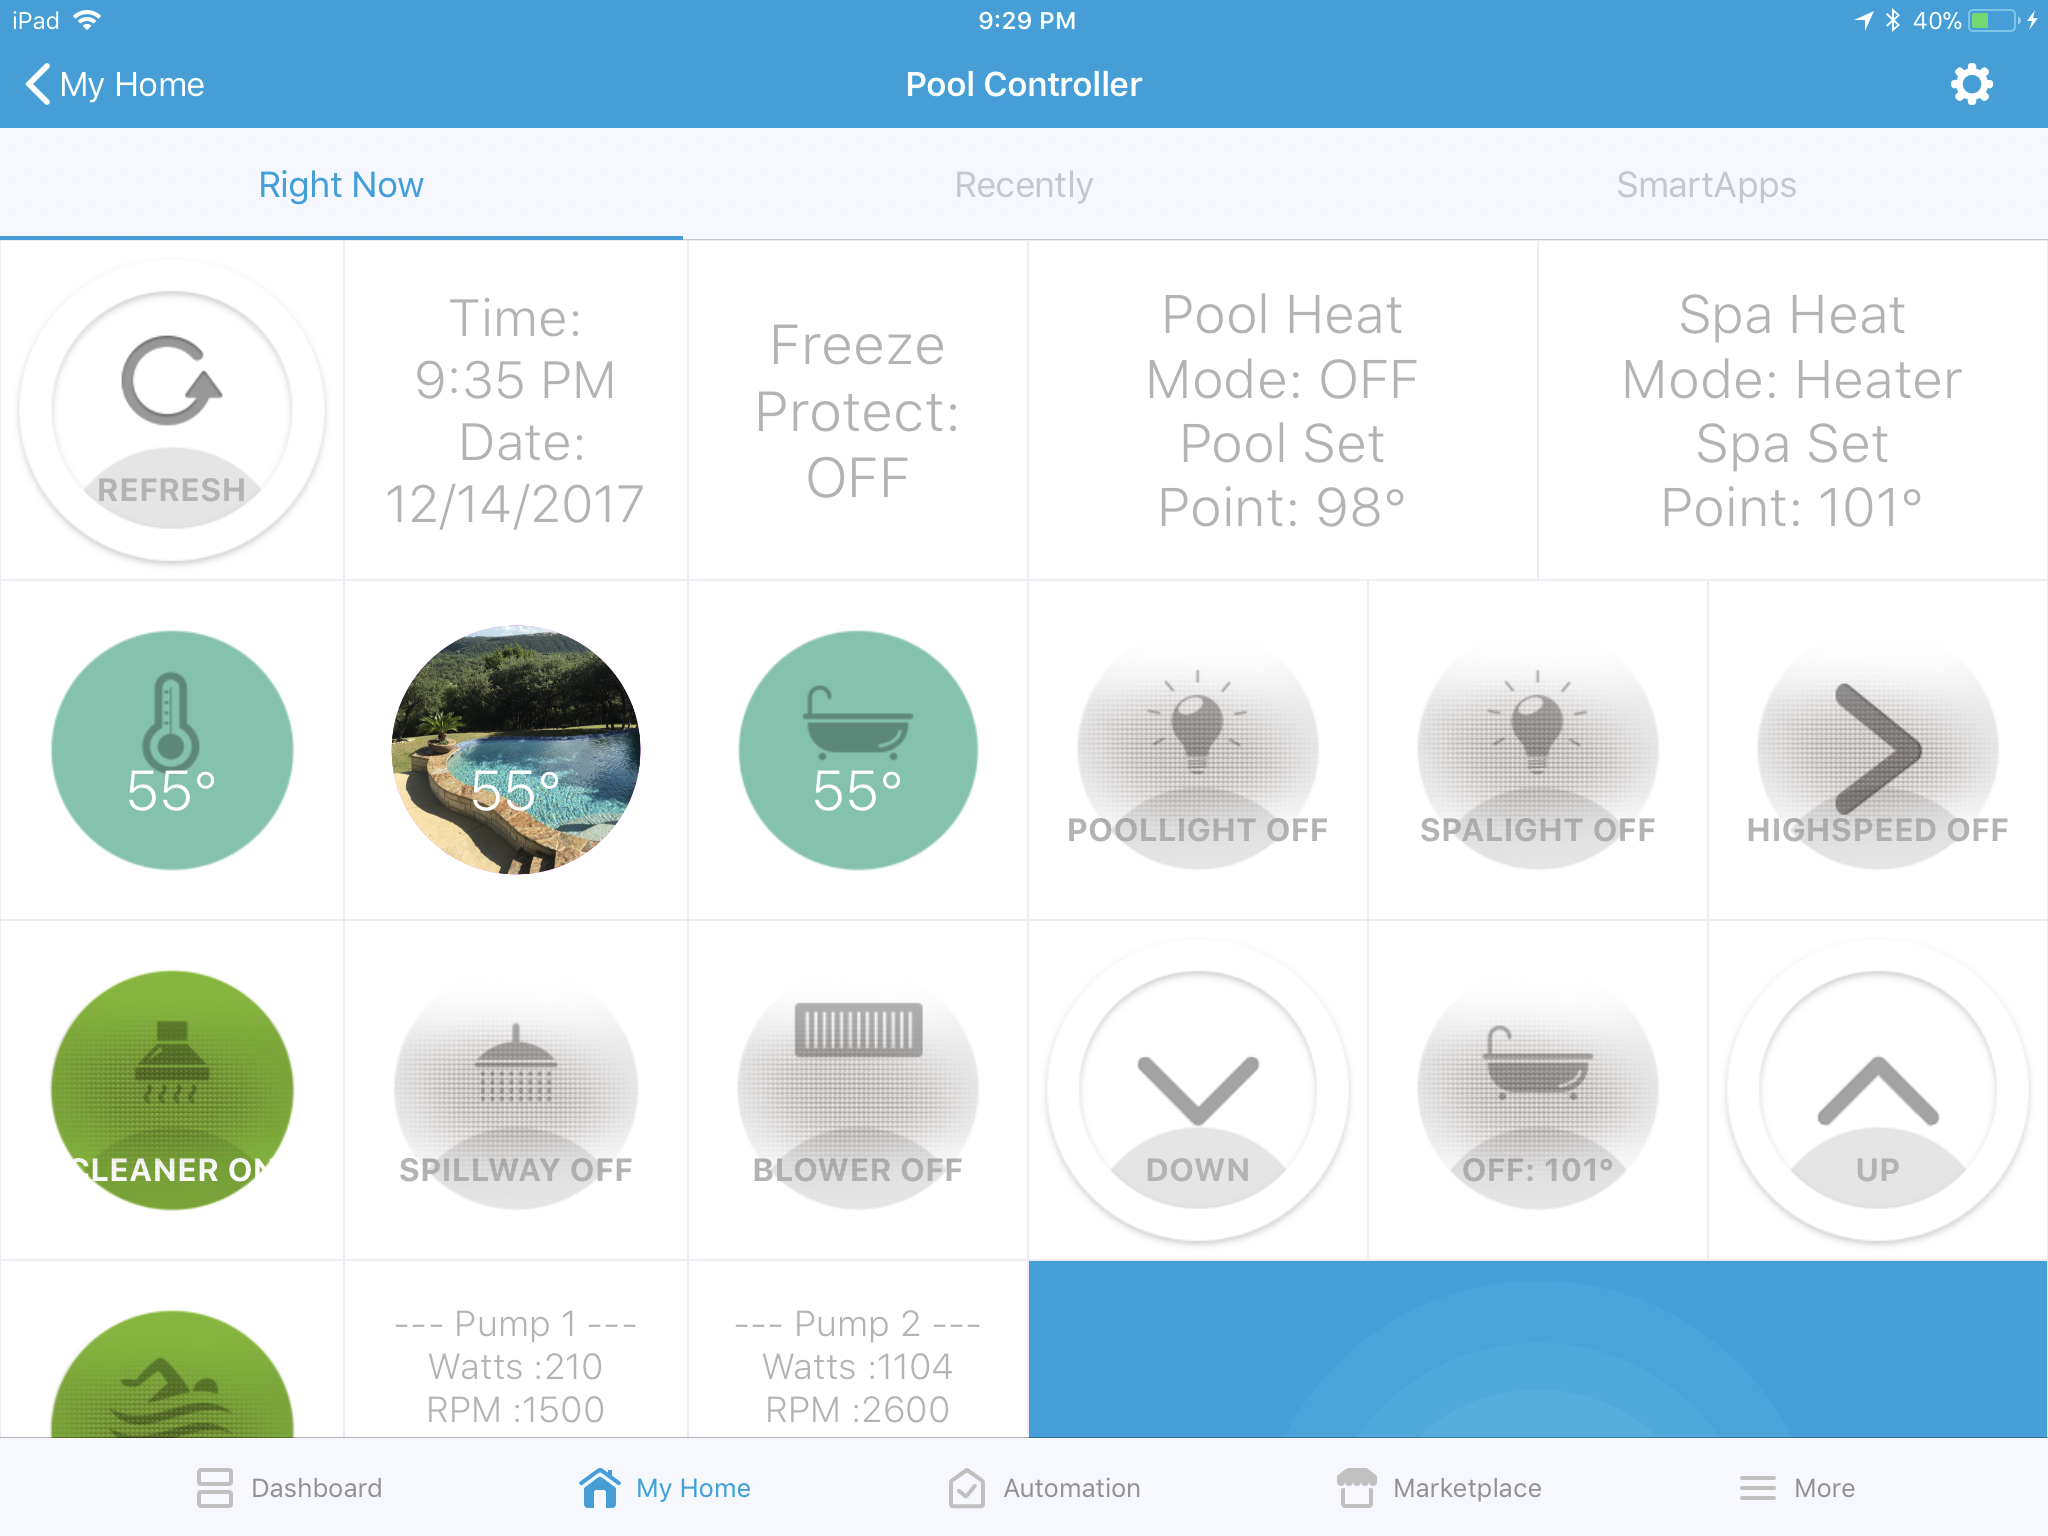 iPad
9:29 PM
40%
My Home
Pool Controller
Right Now
Recently
SmartApps
REFRESH
Time:
9:35 PM
Date:
12/14/2017
Freeze
Protect:
OFF
Pool Heat
Mode: OFF
Pool Set
Point: 98°
Spa Heat
Mode: Heater
Spa Set
Point: 101°
55°
55°
55°
POOLLIGHT OFF
SPALIGHT OFF
HIGHSPEED OFF
CLEANER ON
SPILLWAY OFF
BLOWER OFF
DOWN
OFF: 101°
UP
--- Pump 1 ---
Watts :210
RPM :1500
--- Pump 2 ---
Watts :1104
RPM :2600
Dashboard
My Home
Automation
Marketplace
More